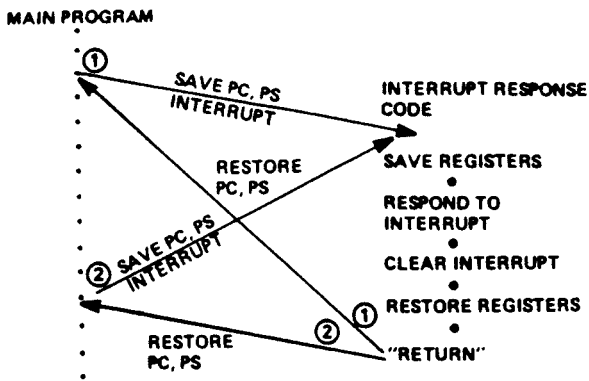 MAIN PROGRAM
①
SAVE PC, PS
INTERRUPT
INTERRUPT RESPONSE
CODE
RESTORE
PC, PS
SAVE REGISTERS
RESPOND TO
INTERRUPT
② SAVE PC, PS
INTERRUPT
CLEAR INTERRUPT
RESTORE REGISTERS
①
②
"RETURN"
RESTORE
PC, PS